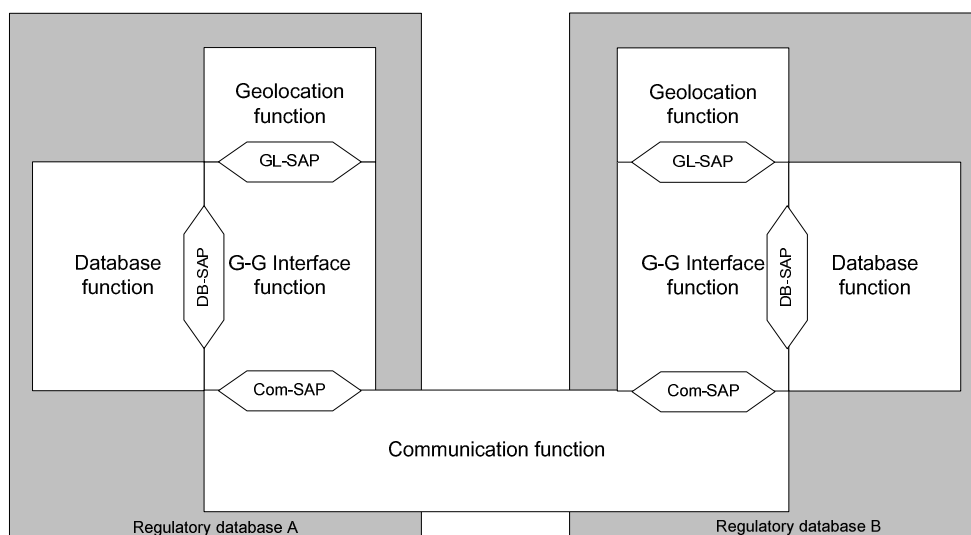 Geolocation
function
GL-SAP
Database
function
DB-SAP
G-G Interface
function
Com-SAP
Geolocation
function
GL-SAP
G-G Interface
function
DB-SAP
Database
function
Com-SAP
Communication function
Regulatory database A
Regulatory database B